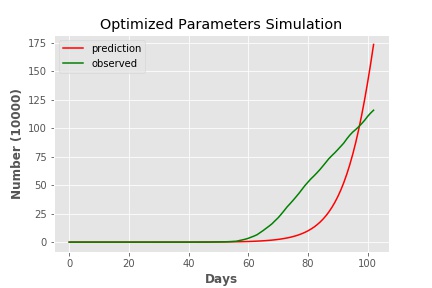 Optimized Parameters Simulation
175
150
125
100
75
50
25
0
prediction
observed
Number (10000)
0 20 40 60 80 100
Days